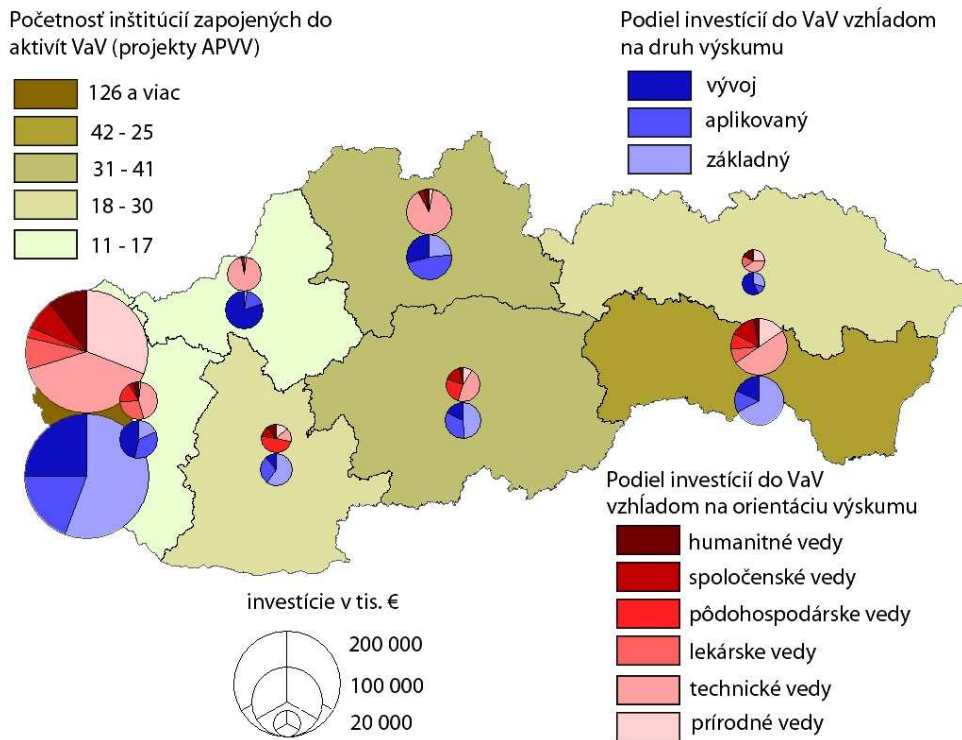 Početnosť inštitúcií zapojených do
aktivít VaV (projekty APVV)
126 a viac
42 - 25
31 - 41
18 - 30
11 - 17
Podiel investícií do VaV vzhľadom
na druh výskumu
vývoj
aplikovaný
základný
investície v tis. €
200 000
100 000
20 000
Podiel investícií do VaV
vzhľadom na orientáciu výskumu
humanitné vedy
spoločenské vedy
pôdohospodárske vedy
lekárske vedy
technické vedy
prírodné vedy